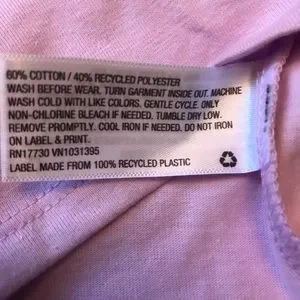 60% COTTON / 40% RECYCLED POLYESTER
WASH BEFORE WEAR. TURN GARMENT INSIDE OUT. MACHINE
WASH COLD WITH LIKE COLORS. GENTLE CYCLE. ONLY
NON-CHLORINE BLEACH IF NEEDED. TUMBLE DRY LOW.
REMOVE PROMPTLY. COOL IRON IF NEEDED. DO NOT IRON
ON LABEL & PRINT.
RN17730 VN1031395
LABEL MADE FROM 100% RECYCLED PLASTIC